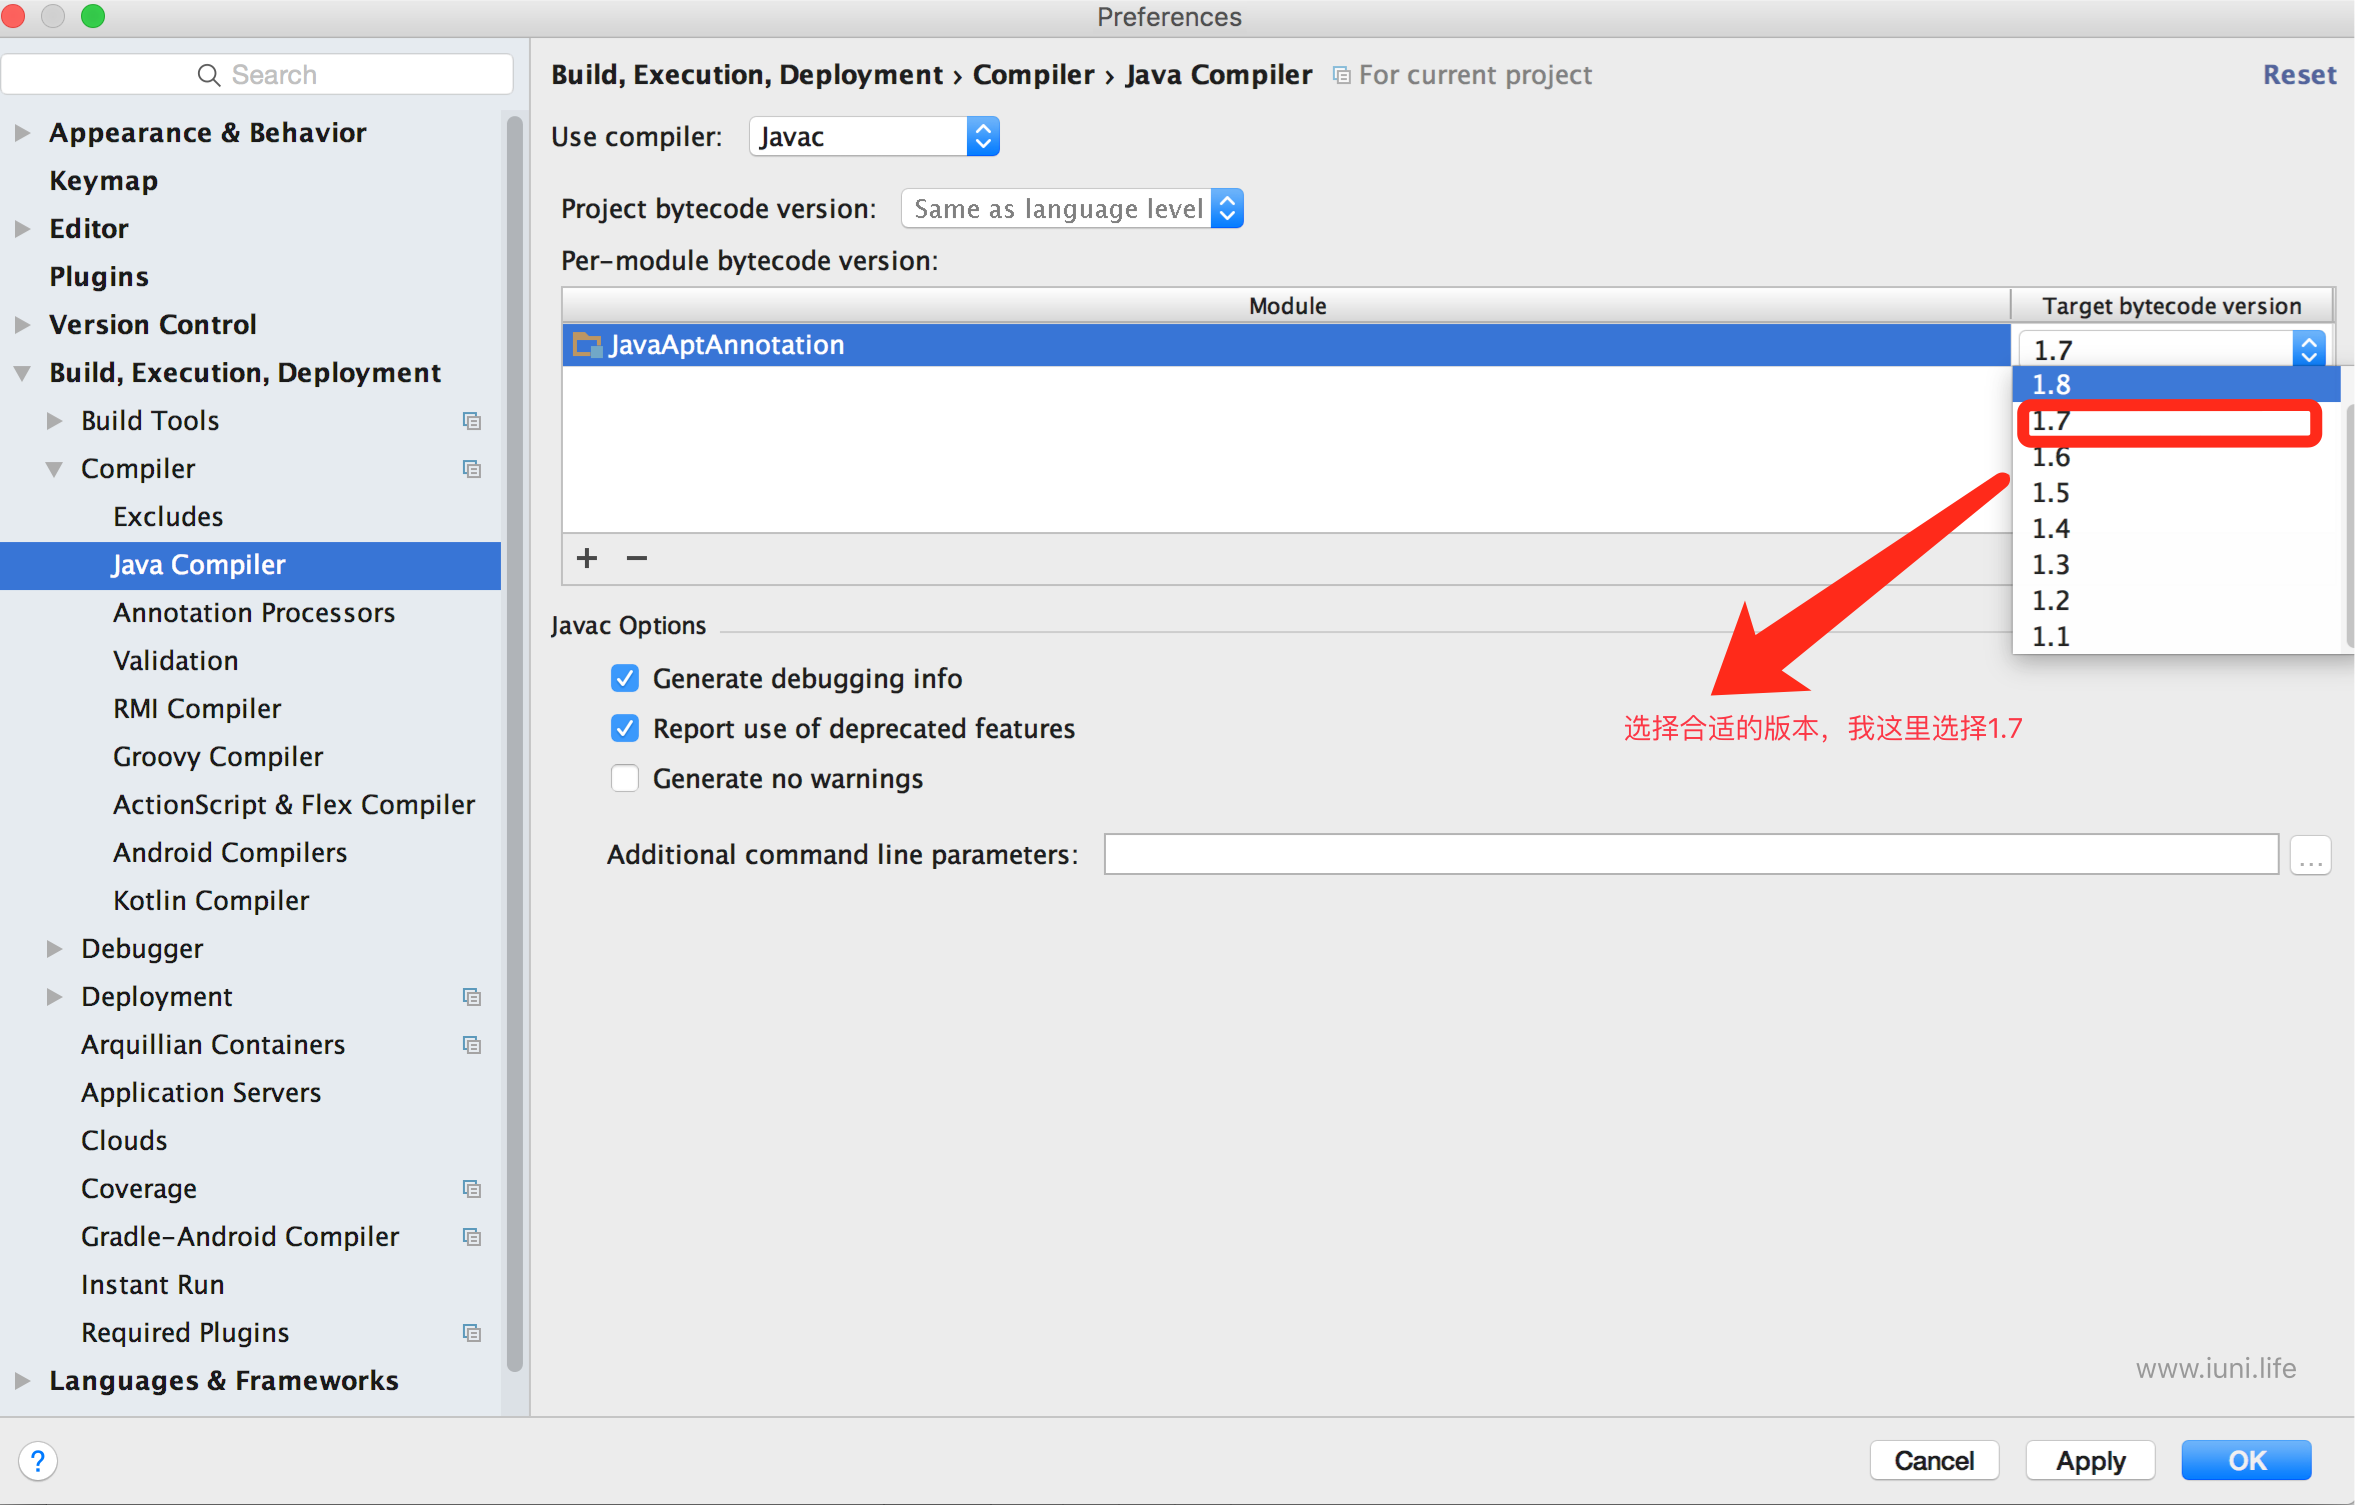 Preferences
Search
Appearance & Behavior
Keymap
Editor
Plugins
Version Control
Build, Execution, Deployment
Build Tools
Compiler
Excludes
Java Compiler
Annotation Processors
Validation
RMI Compiler
Groovy Compiler
ActionScript & Flex Compiler
Android Compilers
Kotlin Compiler
Debugger
Deployment
Arquillian Containers
Application Servers
Clouds
Coverage
Gradle-Android Compiler
Instant Run
Required Plugins
Languages & Frameworks
Build, Execution, Deployment › Compiler › Java Compiler For current project Reset
Use compiler: Javac
Project bytecode version: Same as language level
Per-module bytecode version:
Module Target bytecode version
JavaAptAnnotation 1.7
1.8
1.7
1.6
1.5
1.4
1.3
1.2
1.1
+ −
Javac Options
Generate debugging info
Report use of deprecated features
Generate no warnings
选择合适的版本，我这里选择1.7
Additional command line parameters: ...
www.iuni.life
? Cancel Apply OK